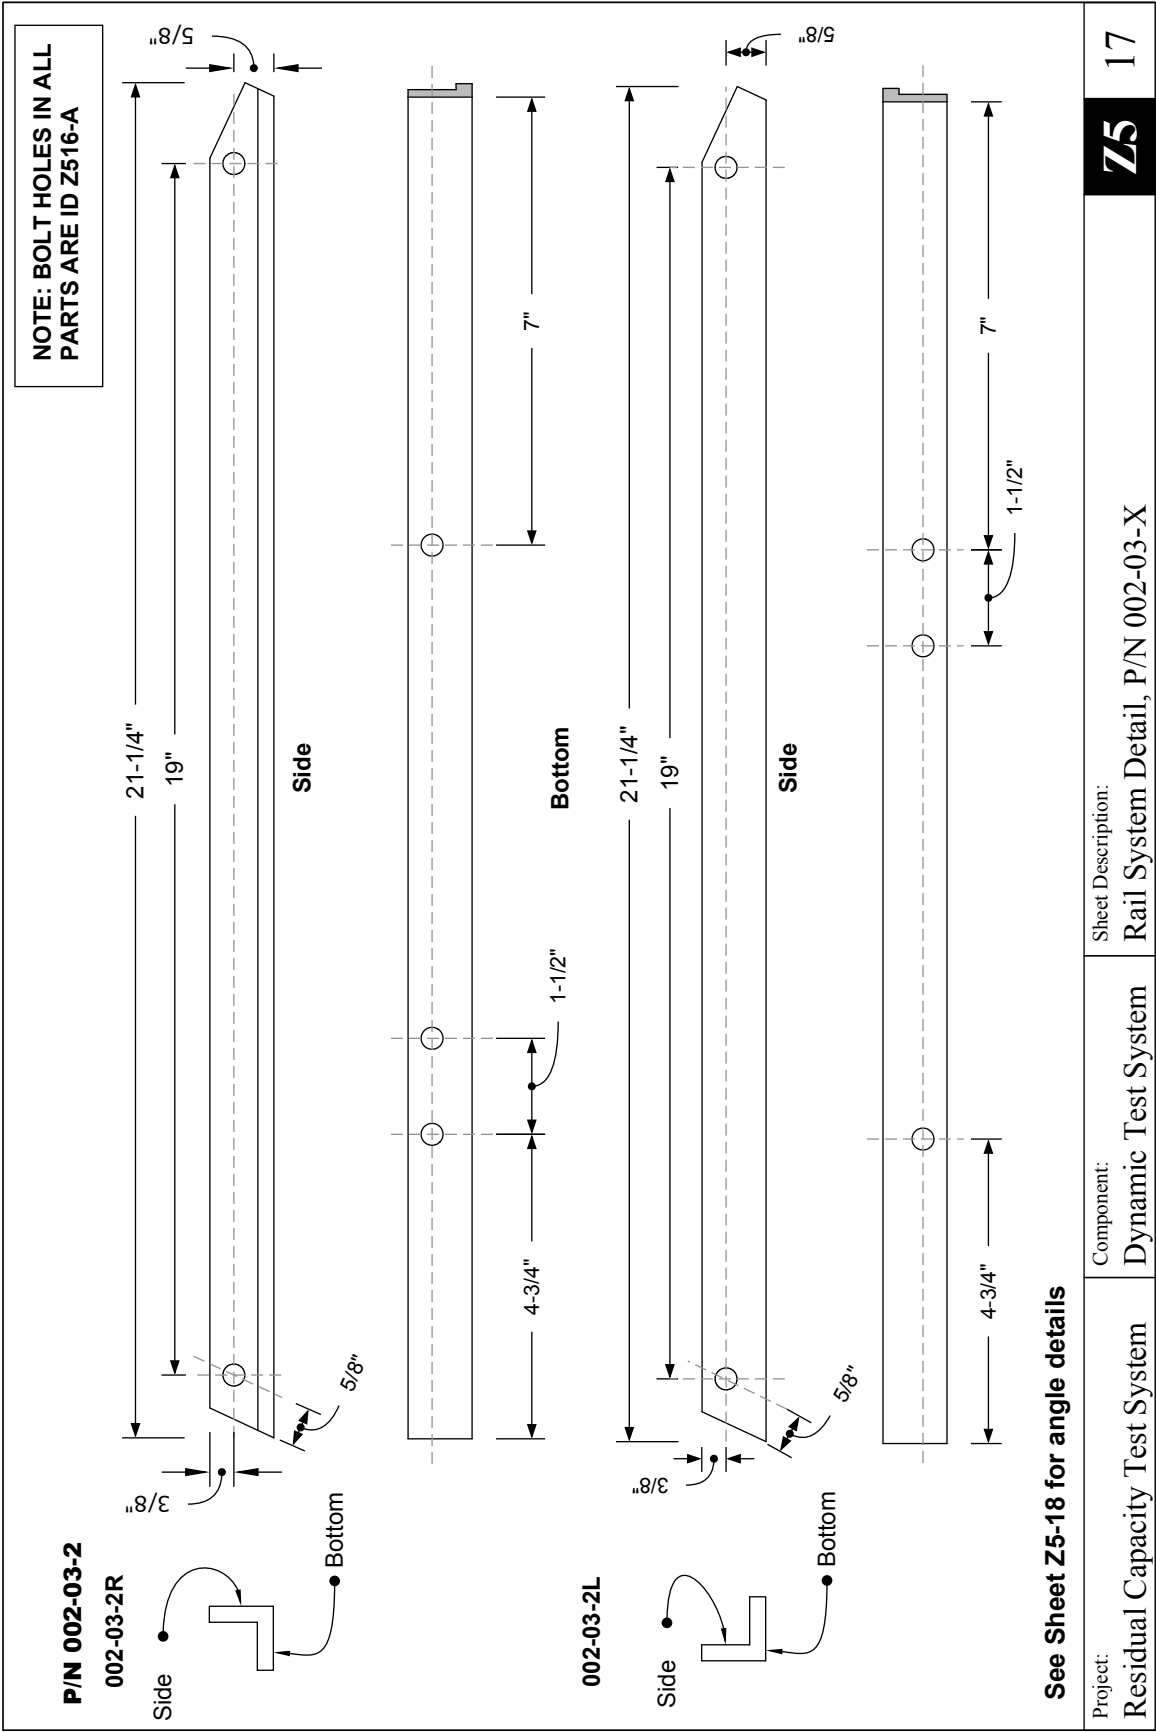 NOTE: BOLT HOLES IN ALL
PARTS ARE ID Z516-A
P/N 002-03-2
002-03-2R
Side
Bottom
3/8"
5/8"
21-1/4"
19"
5/8"
Side
4-3/4"
1-1/2"
7"
Bottom
002-03-2L
Side
Bottom
3/8"
5/8"
21-1/4"
19"
5/8"
Side
4-3/4"
1-1/2"
7"
See Sheet Z5-18 for angle details
Project:
Residual Capacity Test System
Component:
Dynamic Test System
Sheet Description:
Rail System Detail, P/N 002-03-X
Z5
17